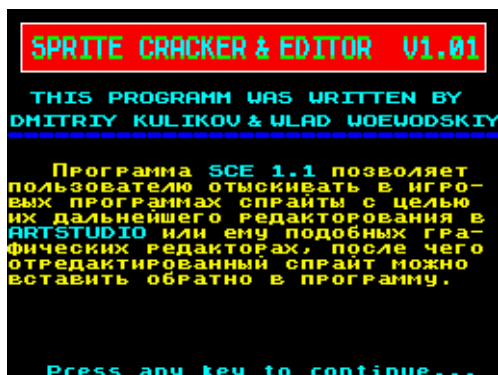 SPRITE CRACKER & EDITOR V1.01
THIS PROGRAMM WAS WRITTEN BY
DMITRIY KULIKOV & WLAD WOEWODSKIY
Программа SCE 1.1 позволяет
пользователю отыскивать в игро-
вых программах спрайты с целью
их дальнейшего редакторования в
ARTSTUDIO или ему подобных гра-
фических редакторах, после чего
отредактированный спрайт можно
вставить обратно в программу.
Press any key to continue...